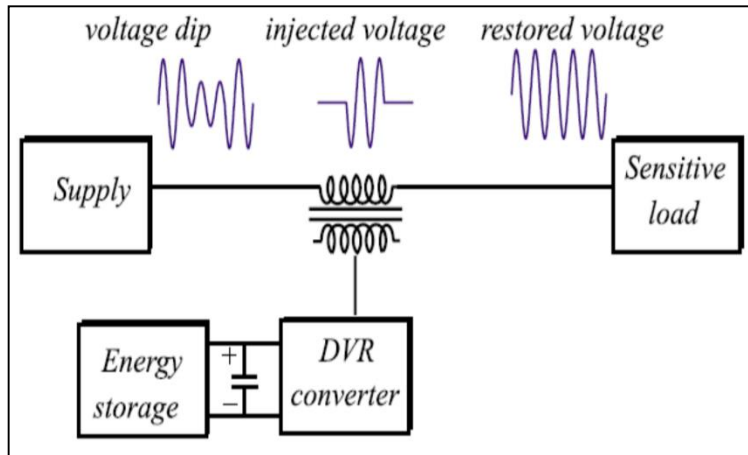 voltage dip
injected voltage
restored voltage
Supply
Sensitive
load
Energy
storage
+
−
DVR
converter